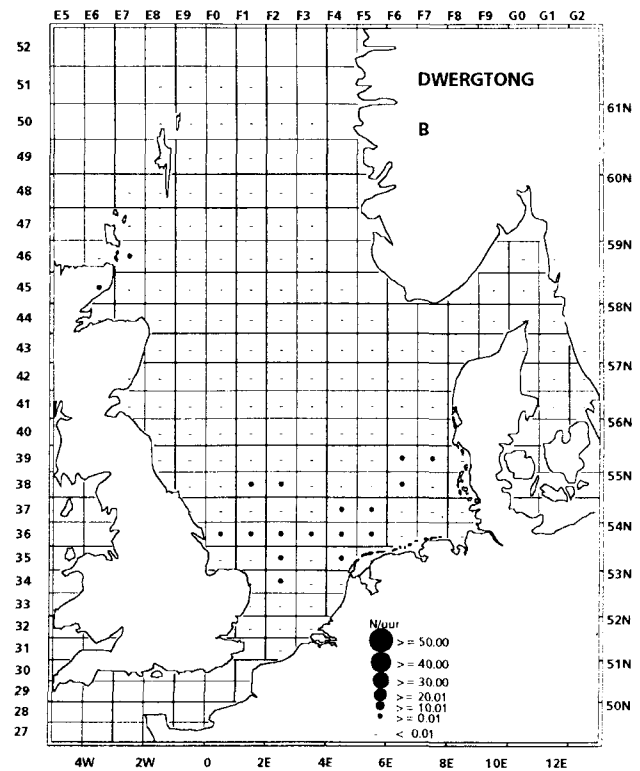 E5 E6 E7 E8 E9 F0 F1 F2 F3 F4 F5 F6 F7 F8 F9 G0 G1 G2
52
DWERGTONG
51
61N
50
B
49
60N
48
47
59N
46
45
58N
44
43
57N
42
41
56N
40
39
55N
38
37
54N
36
35
53N
34
33
N/uur
52N
32
>= 50.00
31
>= 40.00
51N
30
>= 30.00
29
>= 20.01
>= 10.01
50N
28
>= 0.01
27
< 0.01
4W 2W 0 2E 4E 6E 8E 10E 12E